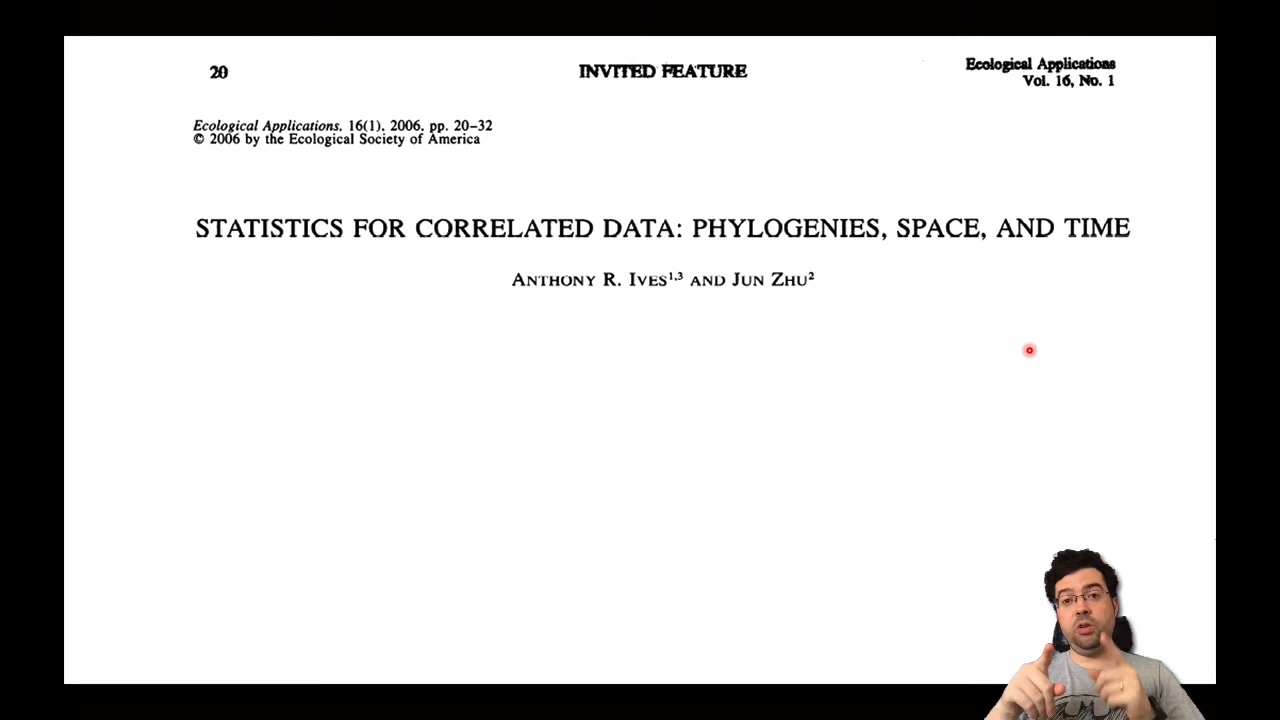 20
INVITED FEATURE
Ecological Applications
Vol. 16, No. 1
Ecological Applications, 16(1), 2006, pp. 20–32
© 2006 by the Ecological Society of America
STATISTICS FOR CORRELATED DATA: PHYLOGENIES, SPACE, AND TIME
ANTHONY R. IVES1,3 AND JUN ZHU2